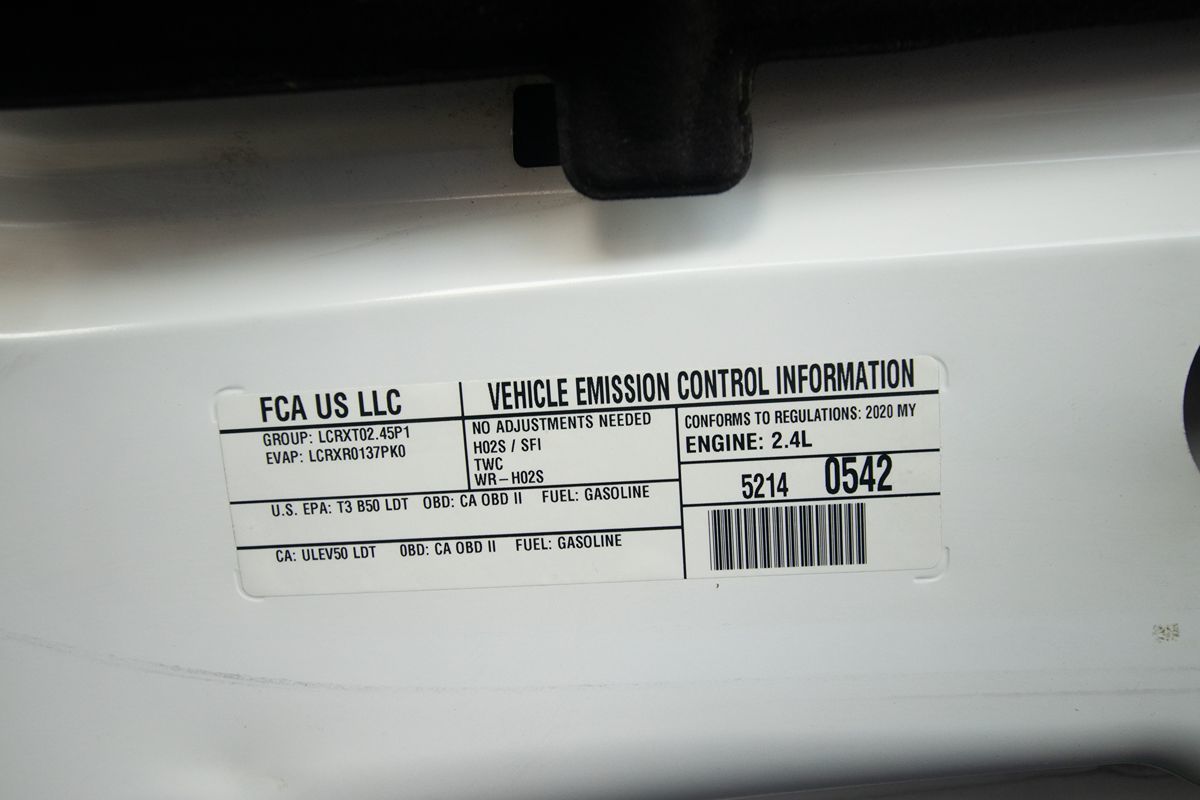 FCA US LLC
GROUP: LCRXT02.45P1
EVAP: LCRXR0137PK0
VEHICLE EMISSION CONTROL INFORMATION
NO ADJUSTMENTS NEEDED
H02S / SFI
TWC
WR-H02S
CONFORMS TO REGULATIONS: 2020 MY
ENGINE: 2.4L
5214 0542
U.S. EPA: T3 B50 LDT OBD: CA OBD II FUEL: GASOLINE
CA: ULEV50 LDT OBD: CA OBD II FUEL: GASOLINE